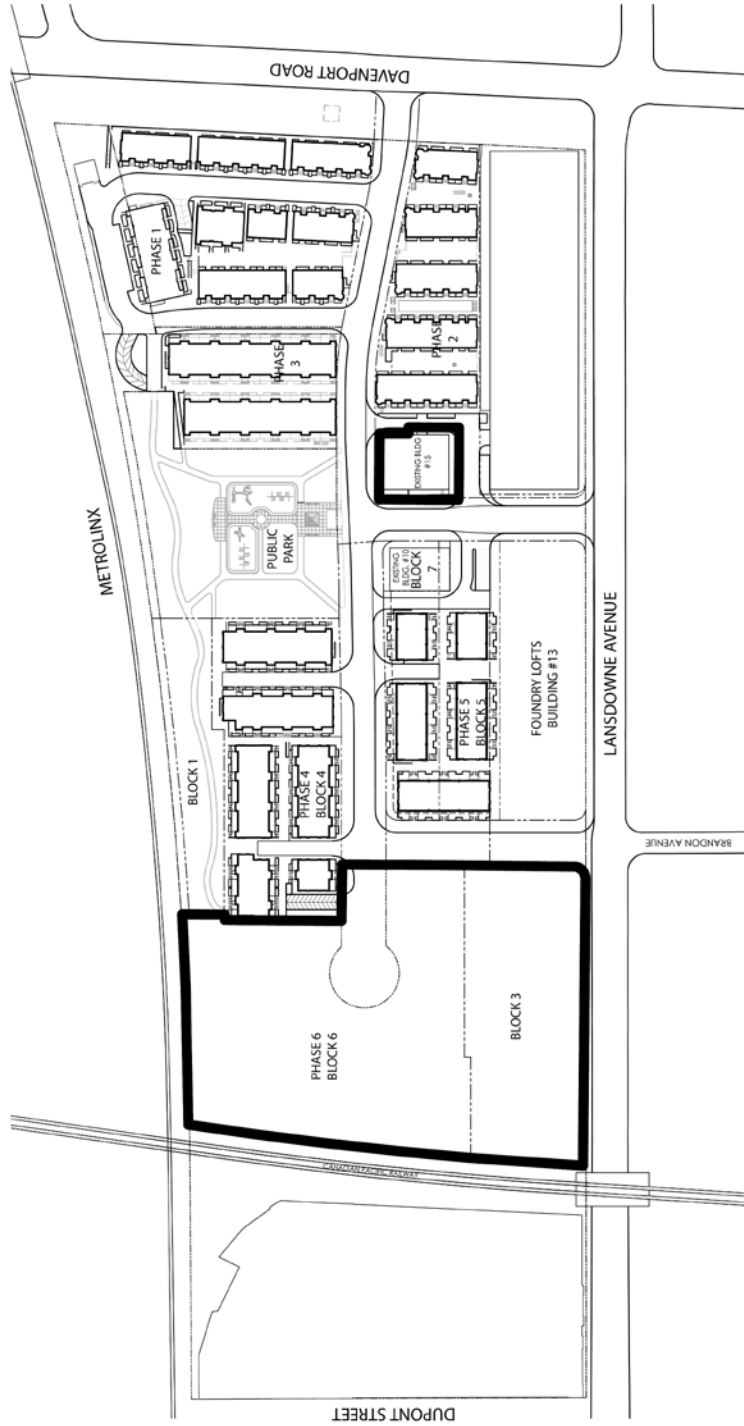 DAVENPORT ROAD
PHASE 1
PHASE
2
PHASE
3
METROLINX
EXISTING BLDG
#15
PUBLIC
PARK
EXISTING
BLDG. #10
BLOCK
7
FOUNDRY LOFTS
BUILDING #13
LANSDOWNE AVENUE
PHASE 5
BLOCK 5
BLOCK 1
PHASE 4
BLOCK 4
BRANDON AVENUE
PHASE 6
BLOCK 6
BLOCK 3
CANADIAN PACIFIC RAILWAY
DUPONT STREET